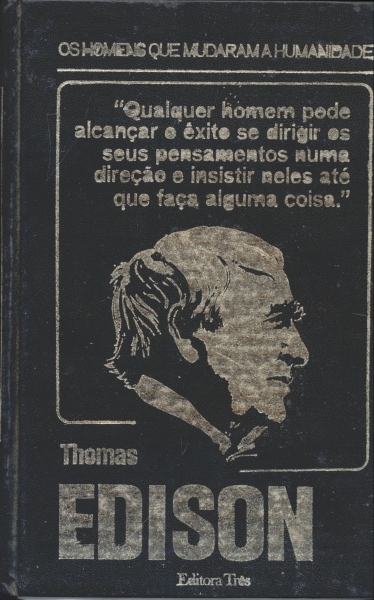 OS HOMENS QUE MUDARAM A HUMANIDADE
“Qualquer homem pode
alcançar o êxito se dirigir os
seus pensamentos numa
direção e insistir neles até
que faça alguma coisa.”
Thomas
EDISON
Editora Três